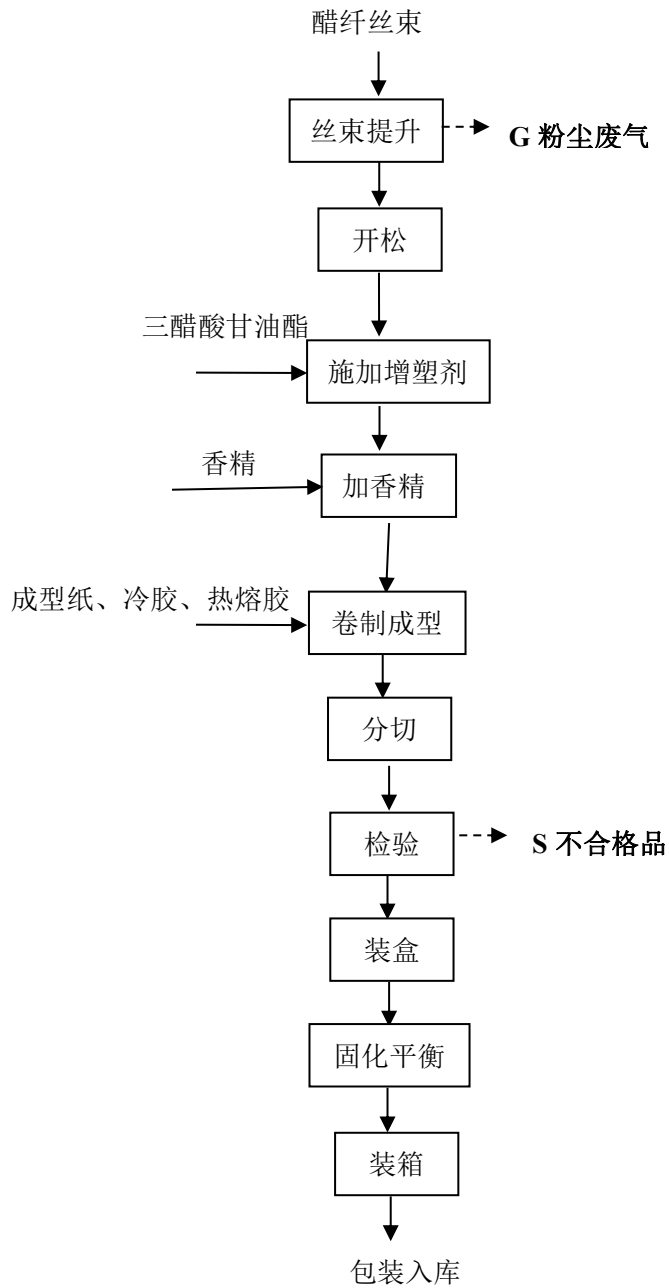 醋纤丝束
丝束提升
G 粉尘废气
开松
三醋酸甘油酯
施加增塑剂
香精
加香精
成型纸、冷胶、热熔胶
卷制成型
分切
检验
S 不合格品
装盒
固化平衡
装箱
包装入库